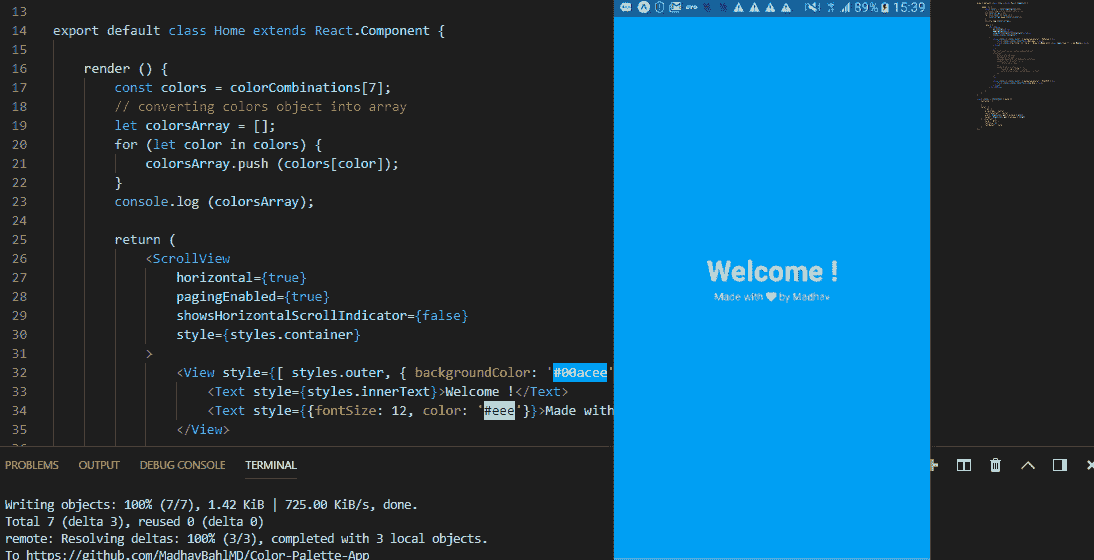 13
14 export default class Home extends React.Component {
15
16 render () {
17 const colors = colorCombinations[7];
18 // converting colors object into array
19 let colorsArray = [];
20 for (let color in colors) {
21 colorsArray.push (colors[color]);
22 }
23 console.log (colorsArray);
24
25 return (
26 <ScrollView
27 horizontal={true}
28 pagingEnabled={true}
29 showsHorizontalScrollIndicator={false}
30 style={styles.container}
31 >
32 <View style={[ styles.outer, { backgroundColor: '#00acee'
33 <Text style={styles.innerText}>Welcome !</Text>
34 <Text style={{fontSize: 12, color: '#eee'}}>Made with
35 </View>
89% 15:39
Welcome !
Made with ❤ by Madhav
PROBLEMS OUTPUT DEBUG CONSOLE TERMINAL
Writing objects: 100% (7/7), 1.42 KiB | 725.00 KiB/s, done.
Total 7 (delta 3), reused 0 (delta 0)
remote: Resolving deltas: 100% (3/3), completed with 3 local objects.
To https://github.com/MadhavBahlMD/Color-Palette-App